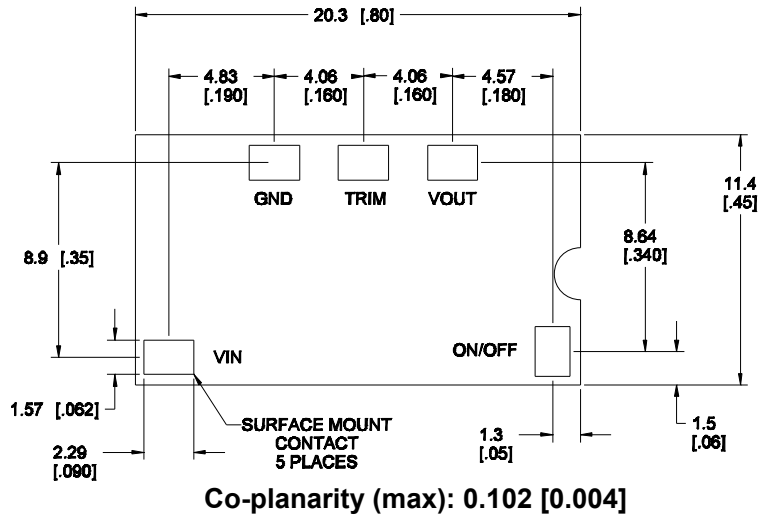 20.3 [.80]
4.83
[.190]
4.06
[.160]
4.06
[.160]
4.57
[.180]
GND
TRIM
VOUT
11.4
[.45]
8.9 [.35]
8.64
[.340]
VIN
ON/OFF
1.57 [.062]
SURFACE MOUNT
CONTACT
5 PLACES
2.29
[.090]
1.3
[.05]
1.5
[.06]
Co-planarity (max): 0.102 [0.004]